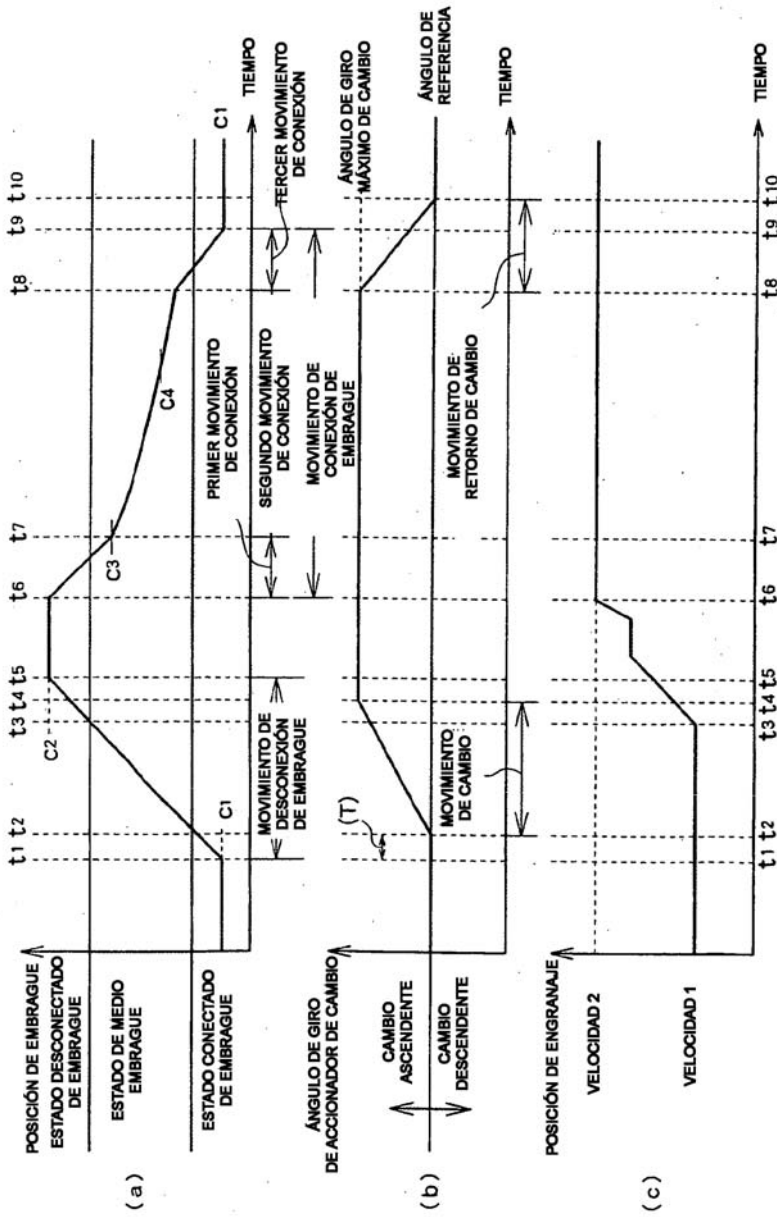 POSICIÓN DE EMBRAGUE
ESTADO DESCONECTADO
DE EMBRAGUE
ESTADO DE MEDIO
EMBRAGUE
ESTADO CONECTADO
DE EMBRAGUE
(a)
t1 t2 t3 t4 t5 t6 t7 t8 t9 t10
C2
C1
C3
C4
C1
TIEMPO
MOVIMIENTO DE
DESCONEXIÓN
DE EMBRAGUE
PRIMER MOVIMIENTO
DE CONEXIÓN
SEGUNDO MOVIMIENTO
DE CONEXIÓN
MOVIMIENTO DE
CONEXIÓN DE
EMBRAGUE
TERCER MOVIMIENTO
DE CONEXIÓN
ÁNGULO DE GIRO
DE ACCIONADOR DE CAMBIO
CAMBIO
ASCENDENTE
CAMBIO
DESCENDENTE
(b)
(T)
ÁNGULO DE GIRO
MÁXIMO DE CAMBIO
ÁNGULO DE
REFERENCIA
TIEMPO
MOVIMIENTO
DE CAMBIO
MOVIMIENTO DE
RETORNO DE CAMBIO
POSICIÓN DE ENGRANAJE
VELOCIDAD 2
VELOCIDAD 1
(c)
TIEMPO
t1 t2 t3 t4 t5 t6 t7 t8 t9 t10